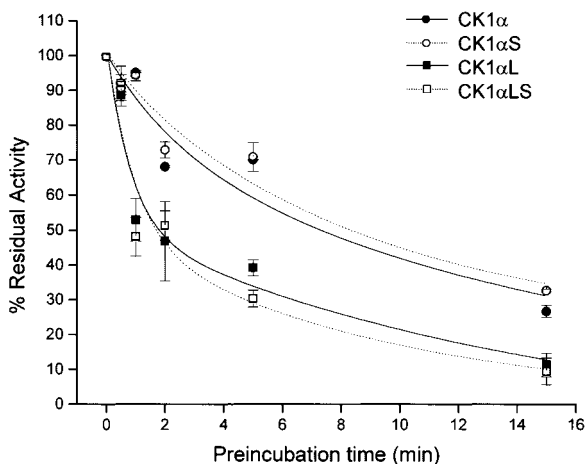 CK1α
CK1αS
CK1αL
CK1αLS
% Residual Activity
110
100
90
80
70
60
50
40
30
20
10
0
0 2 4 6 8 10 12 14 16
Preincubation time (min)